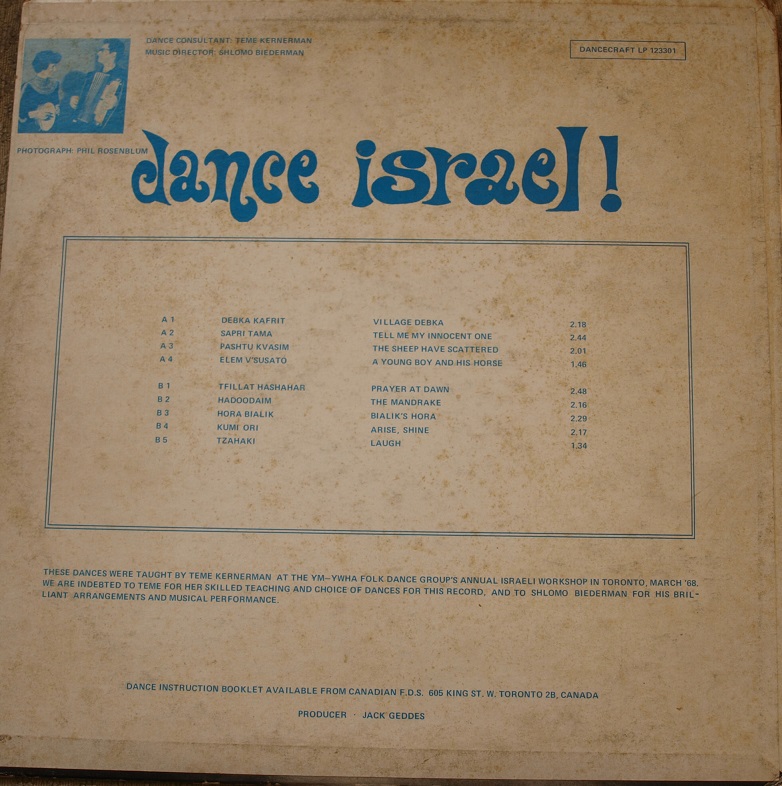 DANCE CONSULTANT: TEME KERNERMAN
MUSIC DIRECTOR: SHLOMO BIEDERMAN
DANCECRAFT LP 123301
PHOTOGRAPH: PHIL ROSENBLUM
dance israel!
A 1 DEBKA KAFRIT VILLAGE DEBKA 2.18
A 2 SAPRI TAMA TELL ME MY INNOCENT ONE 2.44
A 3 PASHTU KVASIM THE SHEEP HAVE SCATTERED 2.01
A 4 ELEM V'SUSATO A YOUNG BOY AND HIS HORSE 1.46
B 1 TFILLAT HASHAHAR PRAYER AT DAWN 2.48
B 2 HADOODAIM THE MANDRAKE 2.16
B 3 HORA BIALIK BIALIK'S HORA 2.29
B 4 KUMI ORI ARISE, SHINE 2.17
B 5 TZAHAKI LAUGH 1.34
THESE DANCES WERE TAUGHT BY TEME KERNERMAN AT THE YM–YWHA FOLK DANCE GROUP'S ANNUAL ISRAELI WORKSHOP IN TORONTO, MARCH '68.
WE ARE INDEBTED TO TEME FOR HER SKILLED TEACHING AND CHOICE OF DANCES FOR THIS RECORD, AND TO SHLOMO BIEDERMAN FOR HIS BRIL-
LIANT ARRANGEMENTS AND MUSICAL PERFORMANCE.
DANCE INSTRUCTION BOOKLET AVAILABLE FROM CANADIAN F.D.S. 605 KING ST. W. TORONTO 2B, CANADA
PRODUCER - JACK GEDDES